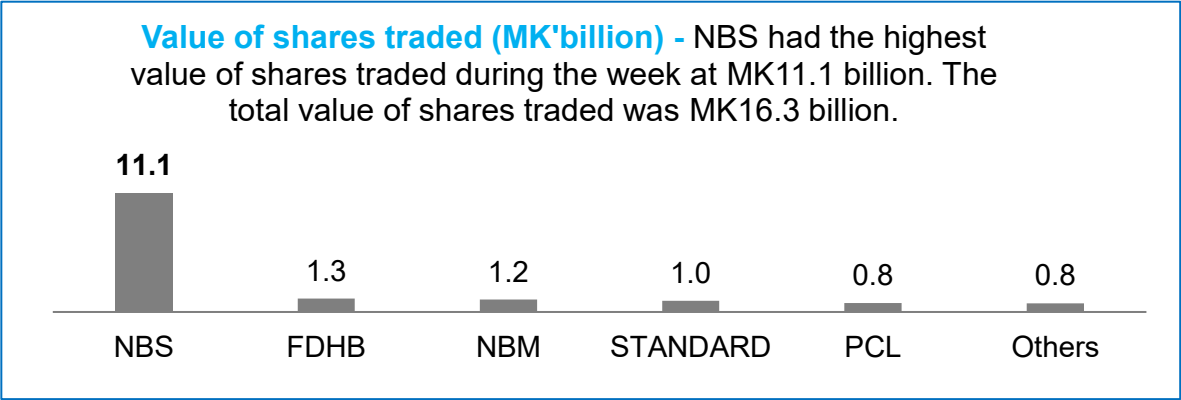 Value of shares traded (MK'billion) - NBS had the highest
value of shares traded during the week at MK11.1 billion. The
total value of shares traded was MK16.3 billion.
11.1
1.3
1.2
1.0
0.8
0.8
NBS
FDHB
NBM
STANDARD
PCL
Others